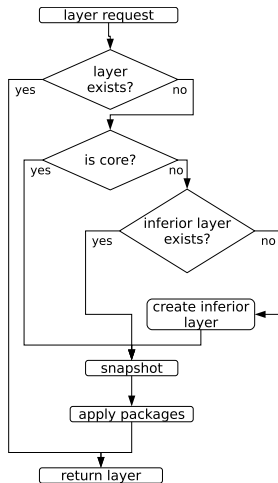 layer request
layer
exists?
yes
no
is core?
yes
no
inferior layer
exists?
yes
no
create inferior
layer
snapshot
apply packages
return layer